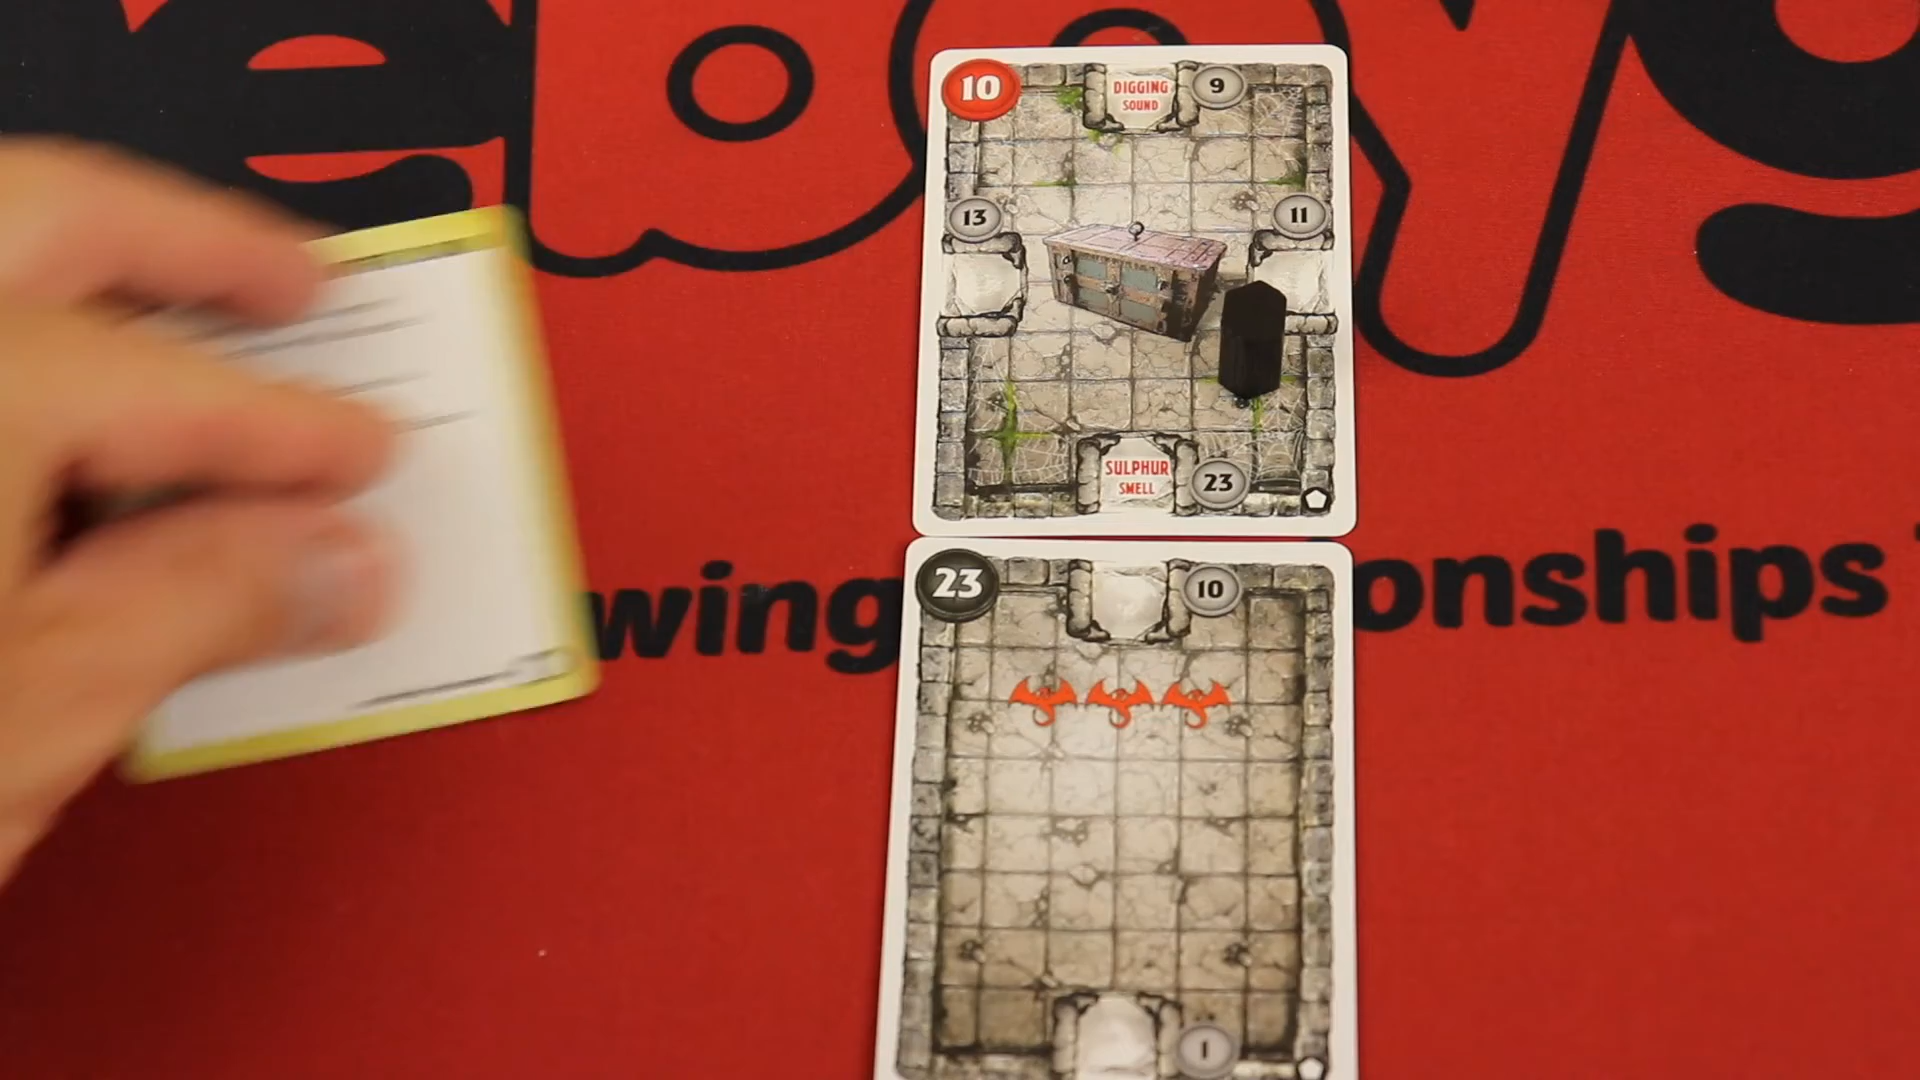 10
DIGGING
SOUND
9
13
11
SULPHUR
SMELL
23
wing
onships
23
10
1